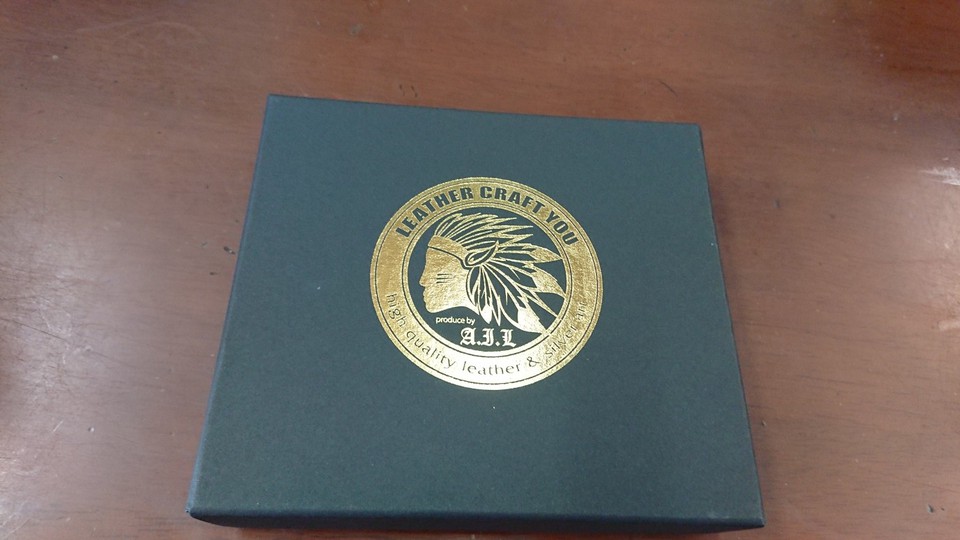 LEATHER CRAFT YOU
produce by
A.I.L
high quality leather & silver